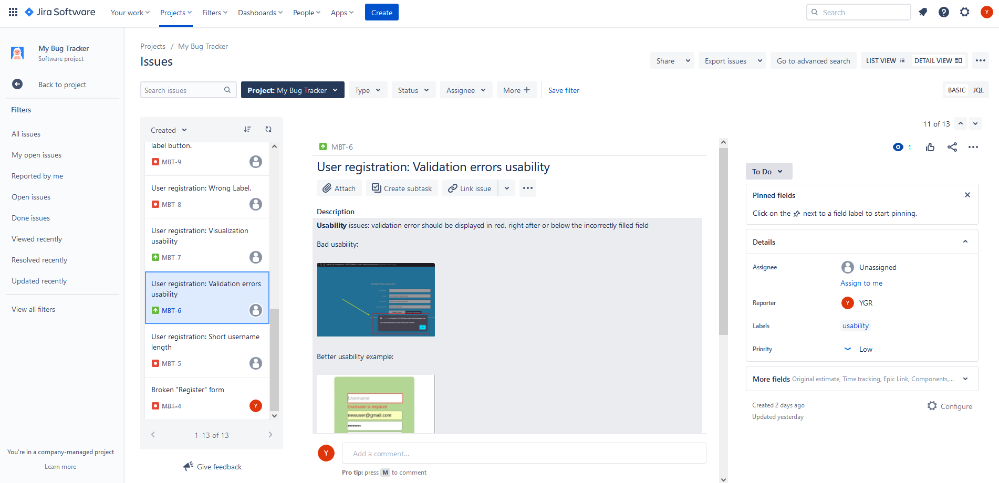 Jira Software
Your work
Projects
Filters
Dashboards
People
Apps
Create
Search
Y
My Bug Tracker
Software project
Back to project
Filters
All issues
My open issues
Reported by me
Open issues
Done issues
Viewed recently
Resolved recently
Updated recently
View all filters
You're in a company-managed project
Learn more
Projects / My Bug Tracker
Issues
Share
Export issues
Go to advanced search
LIST VIEW
DETAIL VIEW
Search issues
Project: My Bug Tracker
Type
Status
Assignee
More
Save filter
BASIC
JQL
Created
label button.
MBT-9
User registration: Wrong Label.
MBT-8
User registration: Visualization
usability
MBT-7
User registration: Validation errors
usability
MBT-6
User registration: Short username
length
MBT-5
Broken "Register" form
MBT-4
Y
1-13 of 13
Give feedback
MBT-6
User registration: Validation errors usability
Attach
Create subtask
Link issue
Description
Usability issues: validation error should be displayed in red, right after or below the incorrectly filled field
Bad usability:
Create Your Account
Better usability example:
Username
Username is required
newuser@gmail.com
Y
Add a comment...
Pro tip: press M to comment
11 of 13
1
To Do
Pinned fields
Click on the next to a field label to start pinning.
Details
Assignee
Unassigned
Assign to me
Reporter
Y
YGR
Labels
usability
Priority
Low
More fields Original estimate, Time tracking, Epic Link, Components,...
Created 2 days ago
Updated yesterday
Configure